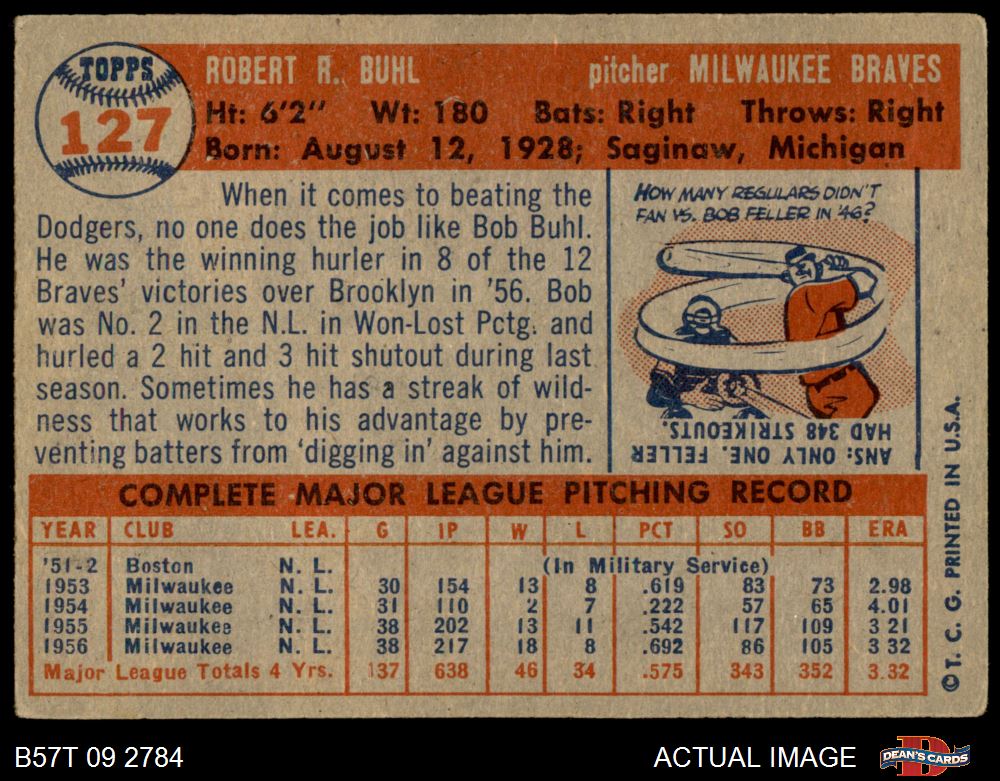 TOPPS
127
ROBERT R. BUHL pitcher MILWAUKEE BRAVES
Ht: 6'2" Wt: 180 Bats: Right Throws: Right
Born: August 12, 1928; Saginaw, Michigan
When it comes to beating the
Dodgers, no one does the job like Bob Buhl.
He was the winning hurler in 8 of the 12
Braves' victories over Brooklyn in '56. Bob
was No. 2 in the N.L. in Won-Lost Pctg. and
hurled a 2 hit and 3 hit shutout during last
season. Sometimes he has a streak of wild-
ness that works to his advantage by pre-
venting batters from 'digging in' against him.
HOW MANY REGULARS DIDN'T
FAN VS. BOB FELLER IN '46?
ANS: ONLY ONE. FELLER
HAD 348 STRIKEOUTS.
COMPLETE MAJOR LEAGUE PITCHING RECORD
YEAR CLUB LEA. G IP W L PCT SO BB ERA
'51-2 Boston N. L. (In Military Service)
1953 Milwaukee N. L. 30 154 13 8 .619 83 73 2.98
1954 Milwaukee N. L. 31 110 2 7 .222 57 65 4.01
1955 Milwaukee N. L. 38 202 13 11 .542 117 109 3 21
1956 Milwaukee N. L. 38 217 18 8 .692 86 105 3 32
Major League Totals 4 Yrs. 137 638 46 34 .575 343 352 3.32
©T. C. G. PRINTED IN U.S.A.
B57T 09 2784
ACTUAL IMAGE
D
DEAN'S CARDS